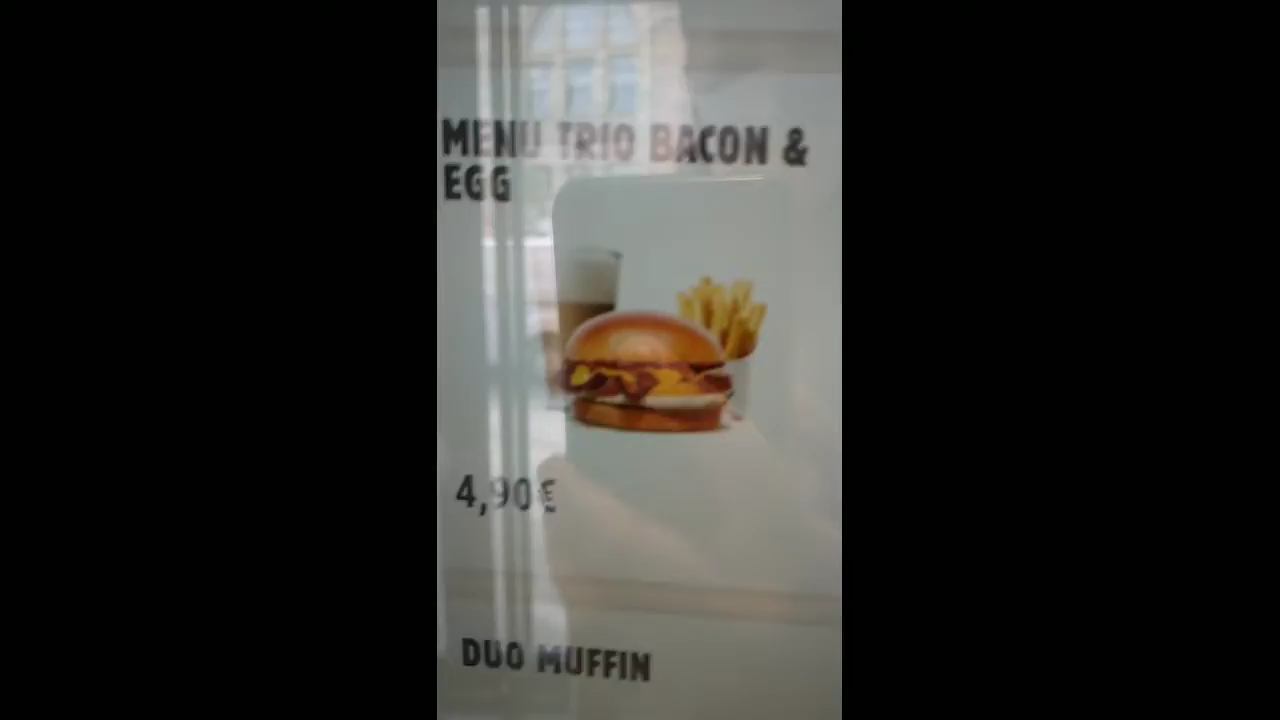 MENU TRIO BACON &
EGG
4,90€
DUO MUFFIN